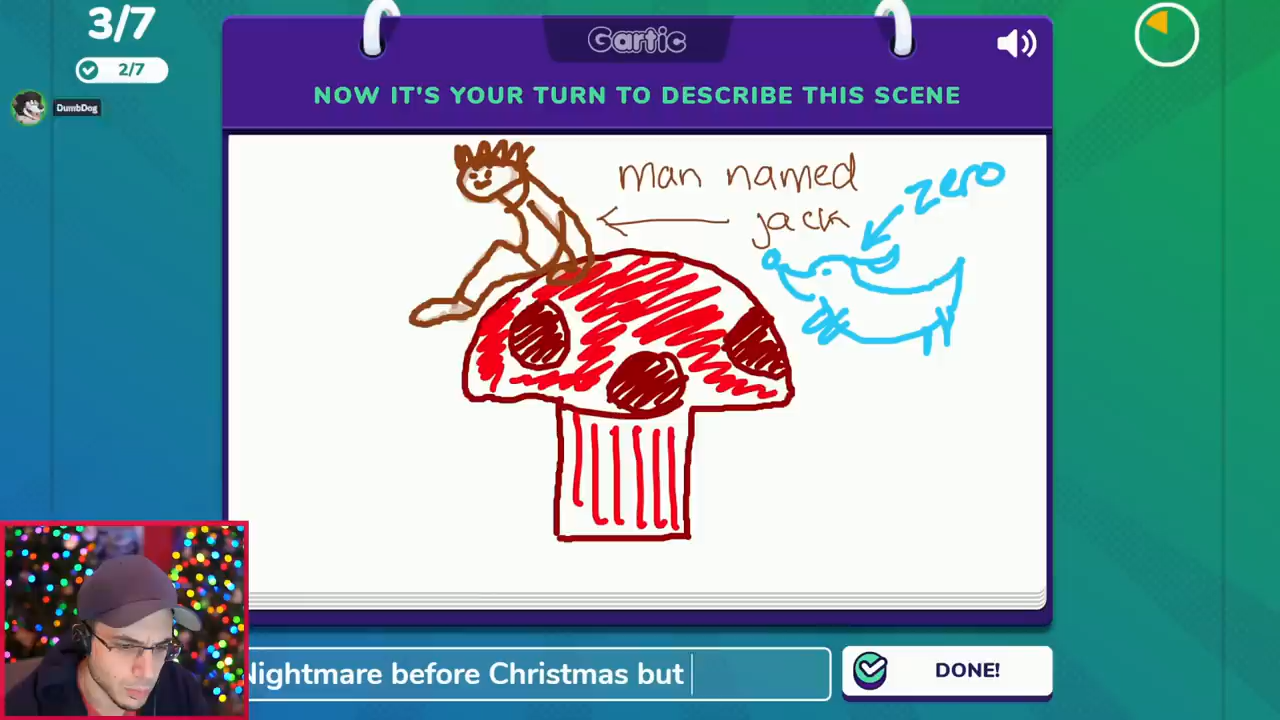 3/7
2/7
DumbDog
Gartic
NOW IT'S YOUR TURN TO DESCRIBE THIS SCENE
man named
jack
zero
Nightmare before Christmas but
DONE!